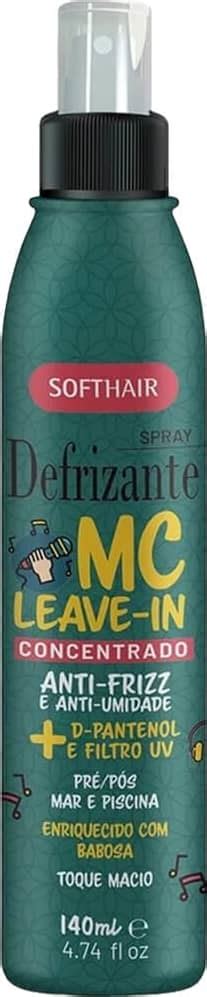 SOFTHAIR
SPRAY
Defrizante
MC
LEAVE-IN
CONCENTRADO
ANTI-FRIZZ
E ANTI-UMIDADE
+ D-PANTENOL
E FILTRO UV
PRÉ/PÓS
MAR E PISCINA
ENRIQUECIDO COM
BABOSA
TOQUE MACIO
140ml e
4.74 fl oz